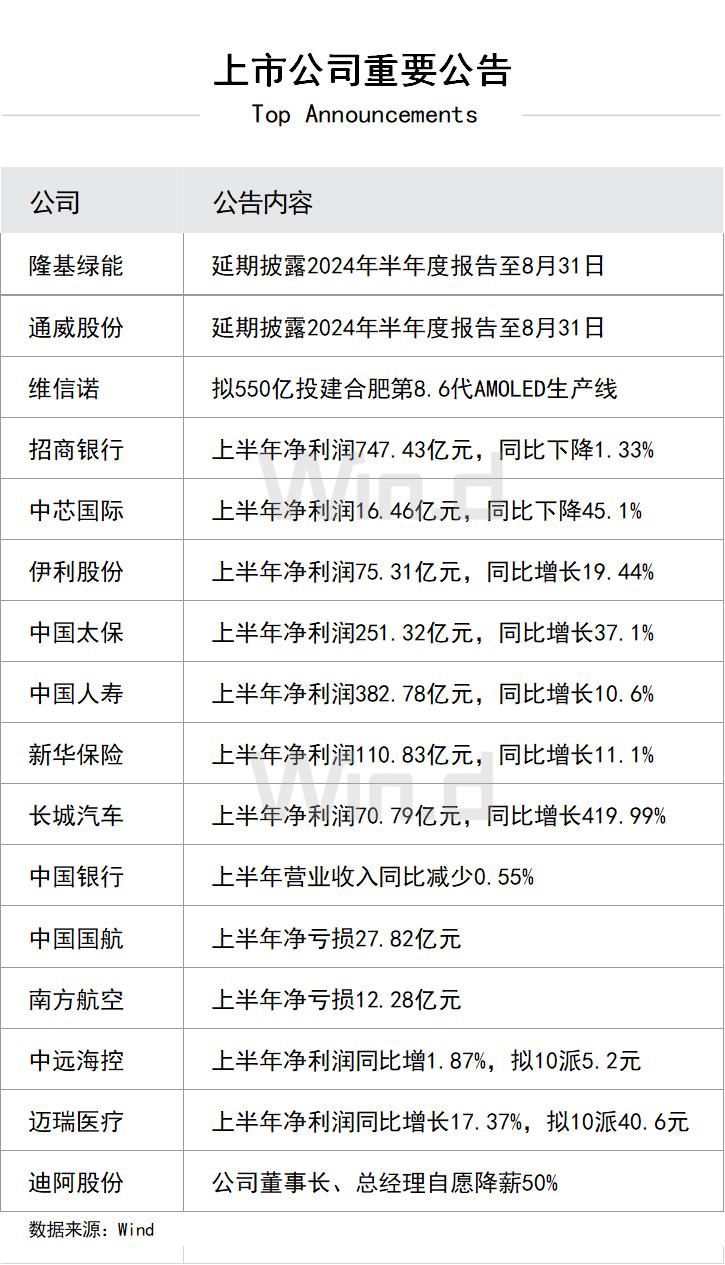 上市公司重要公告
Top Announcements
公司 公告内容
隆基绿能 延期披露2024年半年度报告至8月31日
通威股份 延期披露2024年半年度报告至8月31日
维信诺 拟550亿投建合肥第8.6代AMOLED生产线
招商银行 上半年净利润747.43亿元，同比下降1.33%
中芯国际 上半年净利润16.46亿元，同比下降45.1%
伊利股份 上半年净利润75.31亿元，同比增长19.44%
中国太保 上半年净利润251.32亿元，同比增长37.1%
中国人寿 上半年净利润382.78亿元，同比增长10.6%
新华保险 上半年净利润110.83亿元，同比增长11.1%
长城汽车 上半年净利润70.79亿元，同比增长419.99%
中国银行 上半年营业收入同比减少0.55%
中国国航 上半年净亏损27.82亿元
南方航空 上半年净亏损12.28亿元
中远海控 上半年净利润同比增1.87%，拟10派5.2元
迈瑞医疗 上半年净利润同比增长17.37%，拟10派40.6元
迪阿股份 公司董事长、总经理自愿降薪50%
数据来源：Wind
Win.d
Win.d